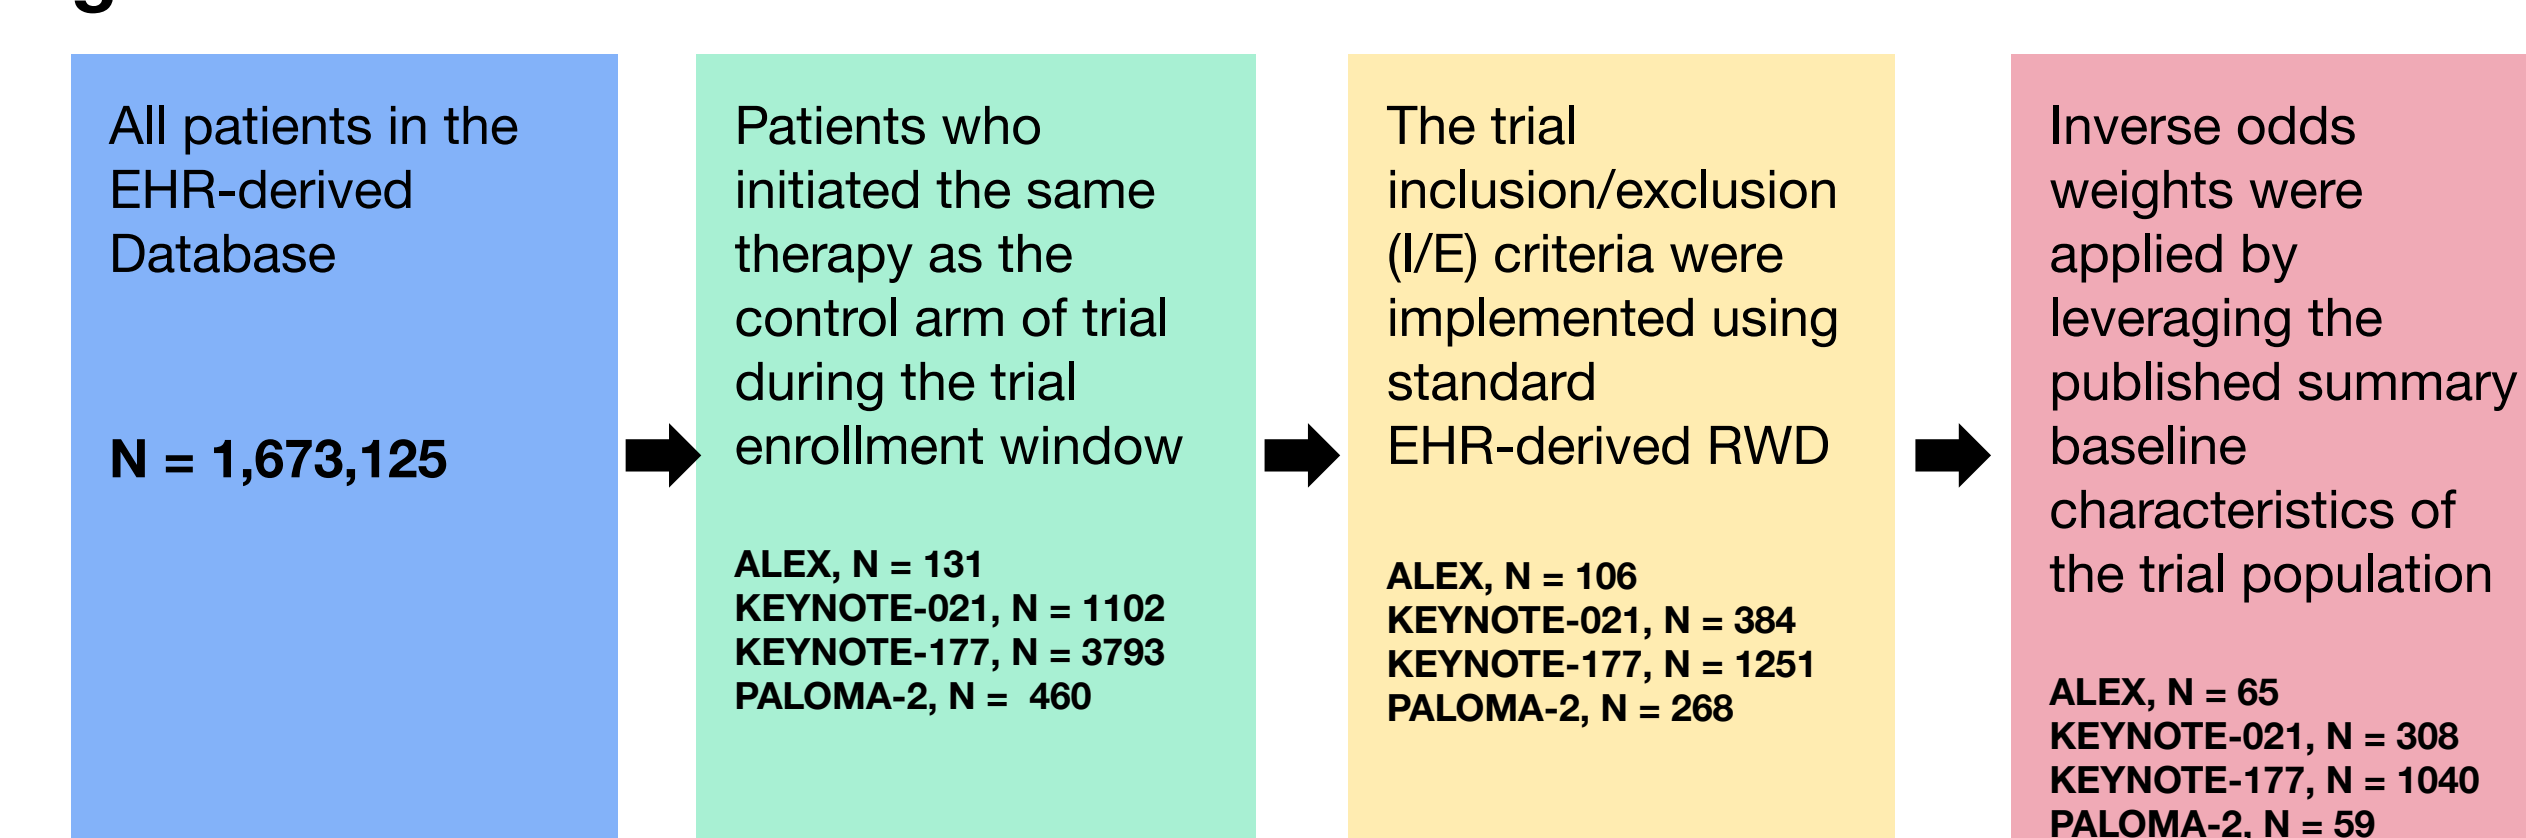 All patients in the
EHR-derived
Database
N = 1,673,125
Patients who
initiated the same
therapy as the
control arm of trial
during the trial
enrollment window
ALEX, N = 131
KEYNOTE-021, N = 1102
KEYNOTE-177, N = 3793
PALOMA-2, N =  460
The trial
inclusion/exclusion
(I/E) criteria were
implemented using
standard
EHR-derived RWD
ALEX, N = 106
KEYNOTE-021, N = 384
KEYNOTE-177, N = 1251
PALOMA-2, N = 268
Inverse odds
weights were
applied by
leveraging the
published summary
baseline
characteristics of
the trial population
ALEX, N = 65
KEYNOTE-021, N = 308
KEYNOTE-177, N = 1040
PALOMA-2, N = 59